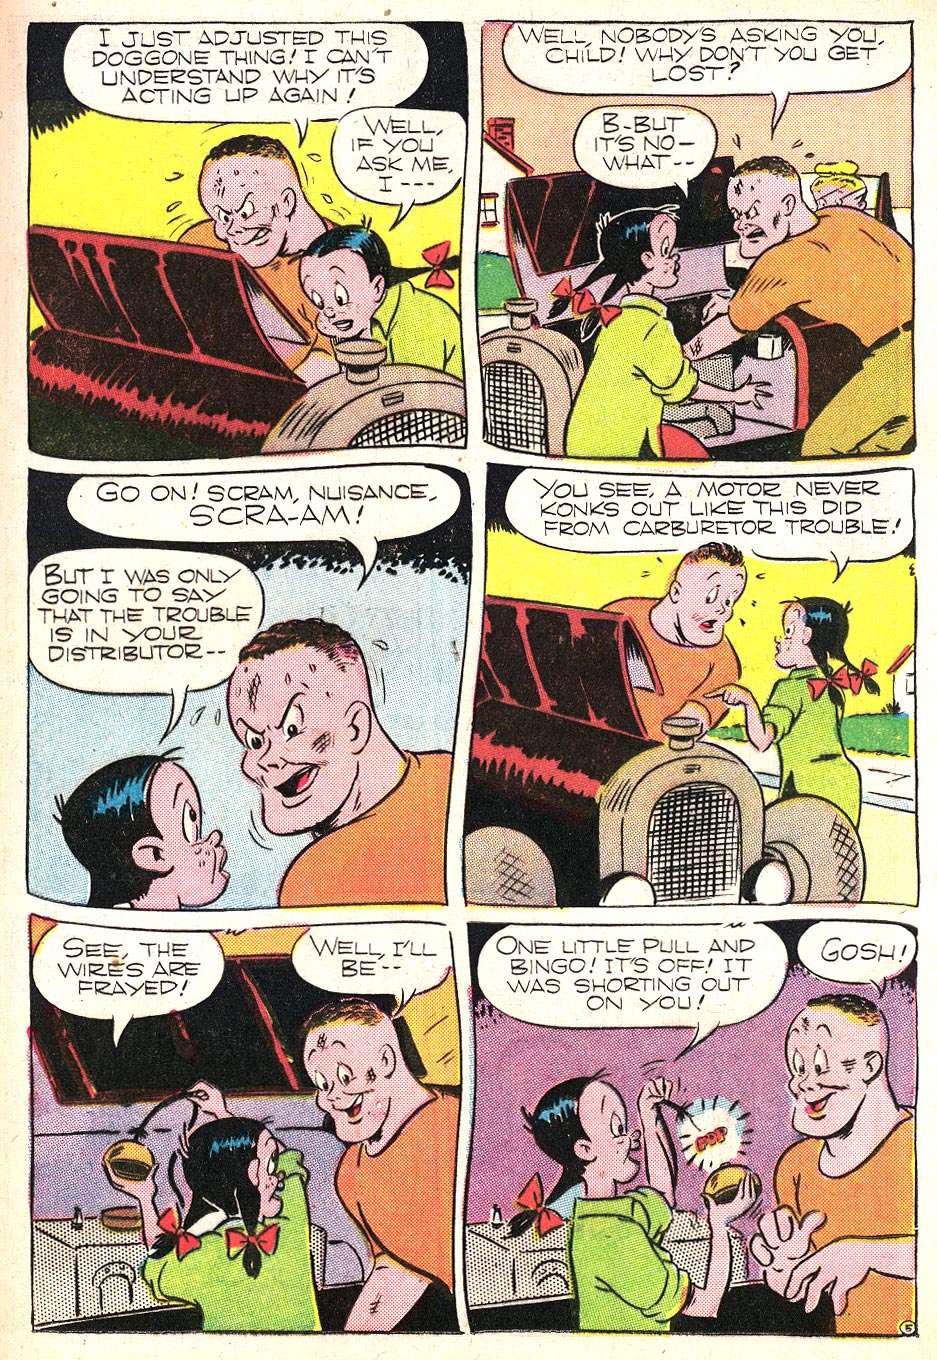 I JUST ADJUSTED THIS
DOGGONE THING! I CAN'T
UNDERSTAND WHY IT'S
ACTING UP AGAIN!
WELL,
IF YOU
ASK ME,
I ---
WELL, NOBODY'S ASKING YOU,
CHILD! WHY DON'T YOU GET
LOST?
B-BUT
IT'S NO-
WHAT--
GO ON! SCRAM, NUISANCE,
SCRA-AM!
BUT I WAS ONLY
GOING TO SAY
THAT THE TROUBLE
IS IN YOUR
DISTRIBUTOR--
YOU SEE, A MOTOR NEVER
KONKS OUT LIKE THIS DID
FROM CARBURETOR TROUBLE!
SEE, THE
WIRES ARE
FRAYED!
WELL, I'LL
BE--
ONE LITTLE PULL AND
BINGO! IT'S OFF! IT
WAS SHORTING OUT
ON YOU!
GOSH!
POP
5